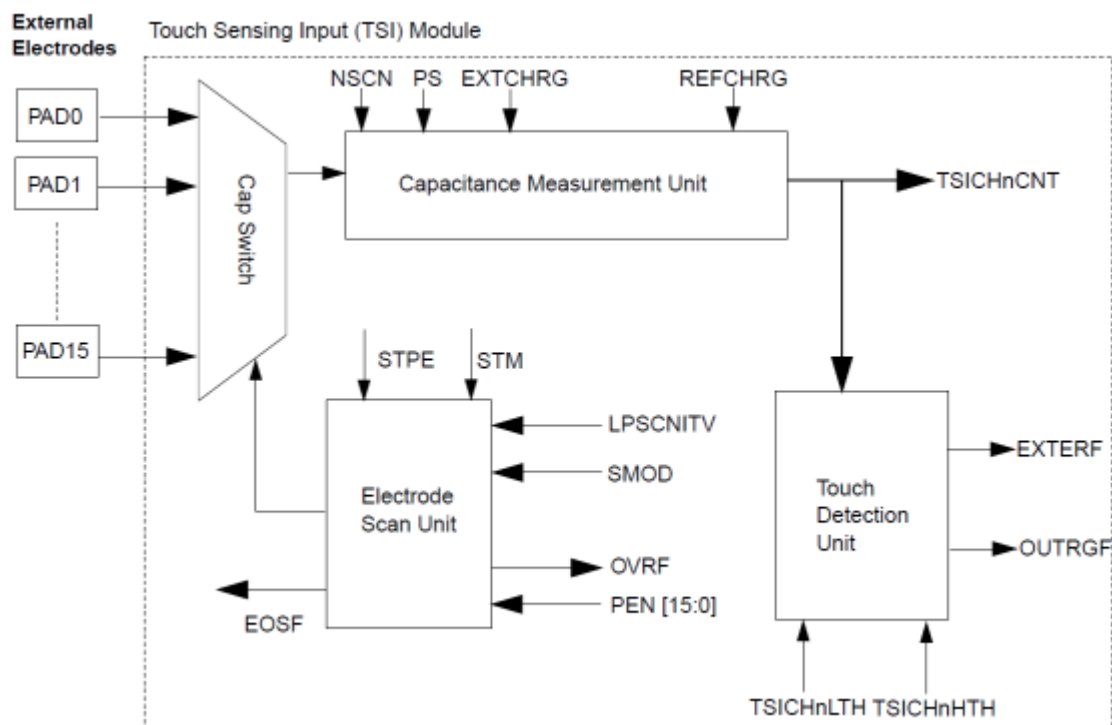 External
Electrodes
Touch Sensing Input (TSI) Module
NSCN PS EXTCHRG REFCHRG
PAD0
PAD1
Cap Switch
Capacitance Measurement Unit
TSICHnCNT
PAD15
STPE STM
LPSCNITV
SMOD
Electrode
Scan Unit
OVRF
PEN [15:0]
EOSF
Touch
Detection
Unit
EXTERF
OUTRGF
TSICHnLTH TSICHnHTH